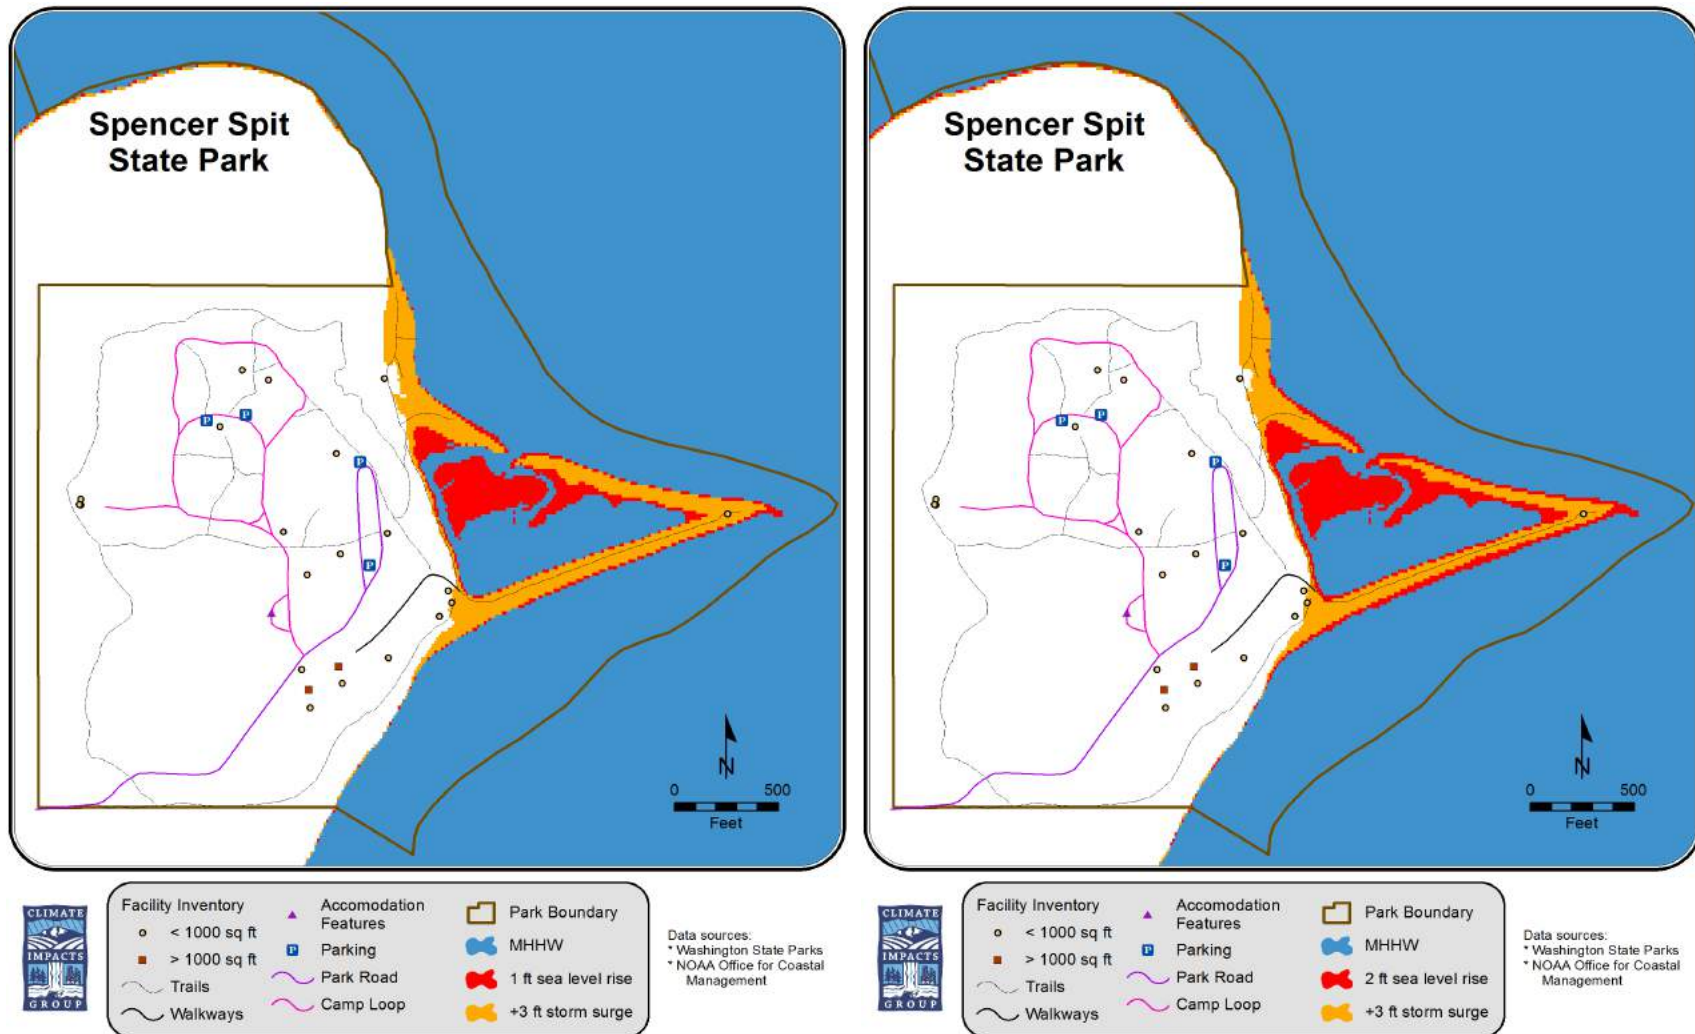 Spencer Spit
State Park
N
0 500
Feet
CLIMATE
IMPACTS
GROUP
Facility Inventory
< 1000 sq ft
> 1000 sq ft
Trails
Walkways
Accomodation
Features
P Parking
Park Road
Camp Loop
Park Boundary
MHHW
1 ft sea level rise
+3 ft storm surge
Data sources:
* Washington State Parks
* NOAA Office for Coastal
Management
Spencer Spit
State Park
N
0 500
Feet
CLIMATE
IMPACTS
GROUP
Facility Inventory
< 1000 sq ft
> 1000 sq ft
Trails
Walkways
Accomodation
Features
P Parking
Park Road
Camp Loop
Park Boundary
MHHW
2 ft sea level rise
+3 ft storm surge
Data sources:
* Washington State Parks
* NOAA Office for Coastal
Management
P
P
P
P
P
P
P
P